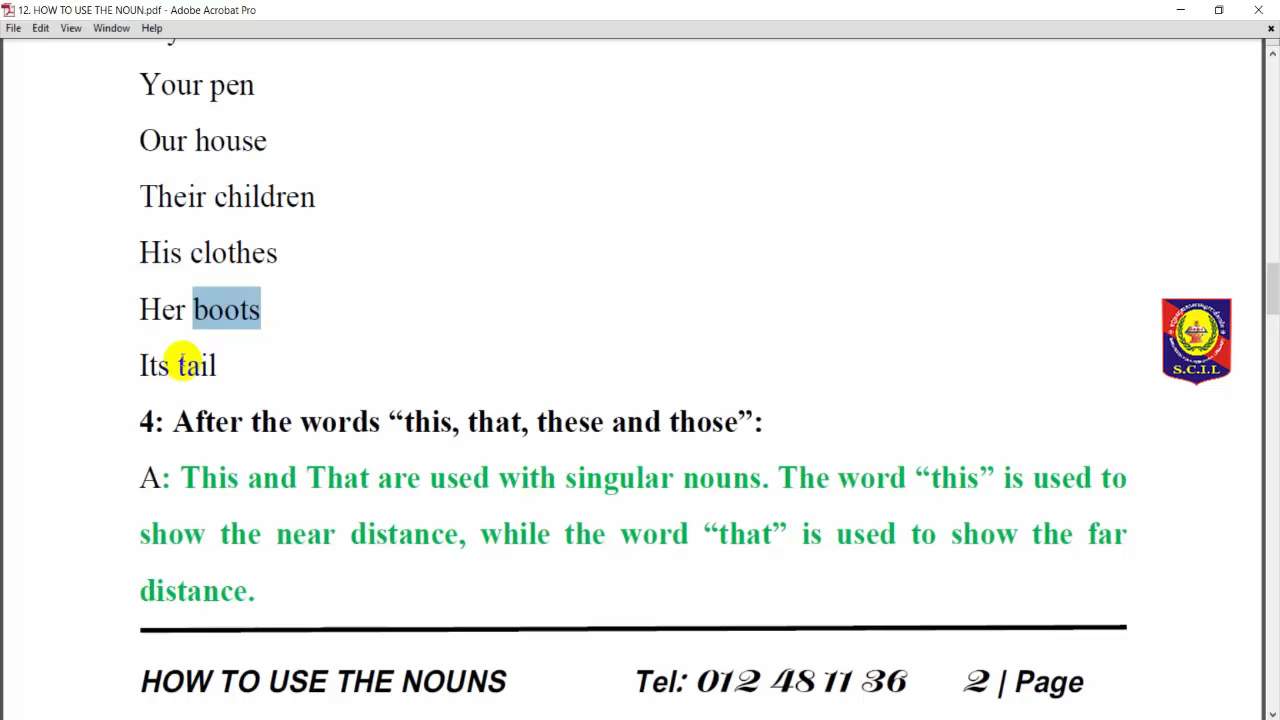 12. HOW TO USE THE NOUN.pdf - Adobe Acrobat Pro
File Edit View Window Help
Your pen
Our house
Their children
His clothes
Her boots
Its tail
S.C.I.L
4: After the words “this, that, these and those”:
A: This and That are used with singular nouns. The word “this” is used to
show the near distance, while the word “that” is used to show the far
distance.
HOW TO USE THE NOUNS Tel: 012 48 11 36 2 | Page